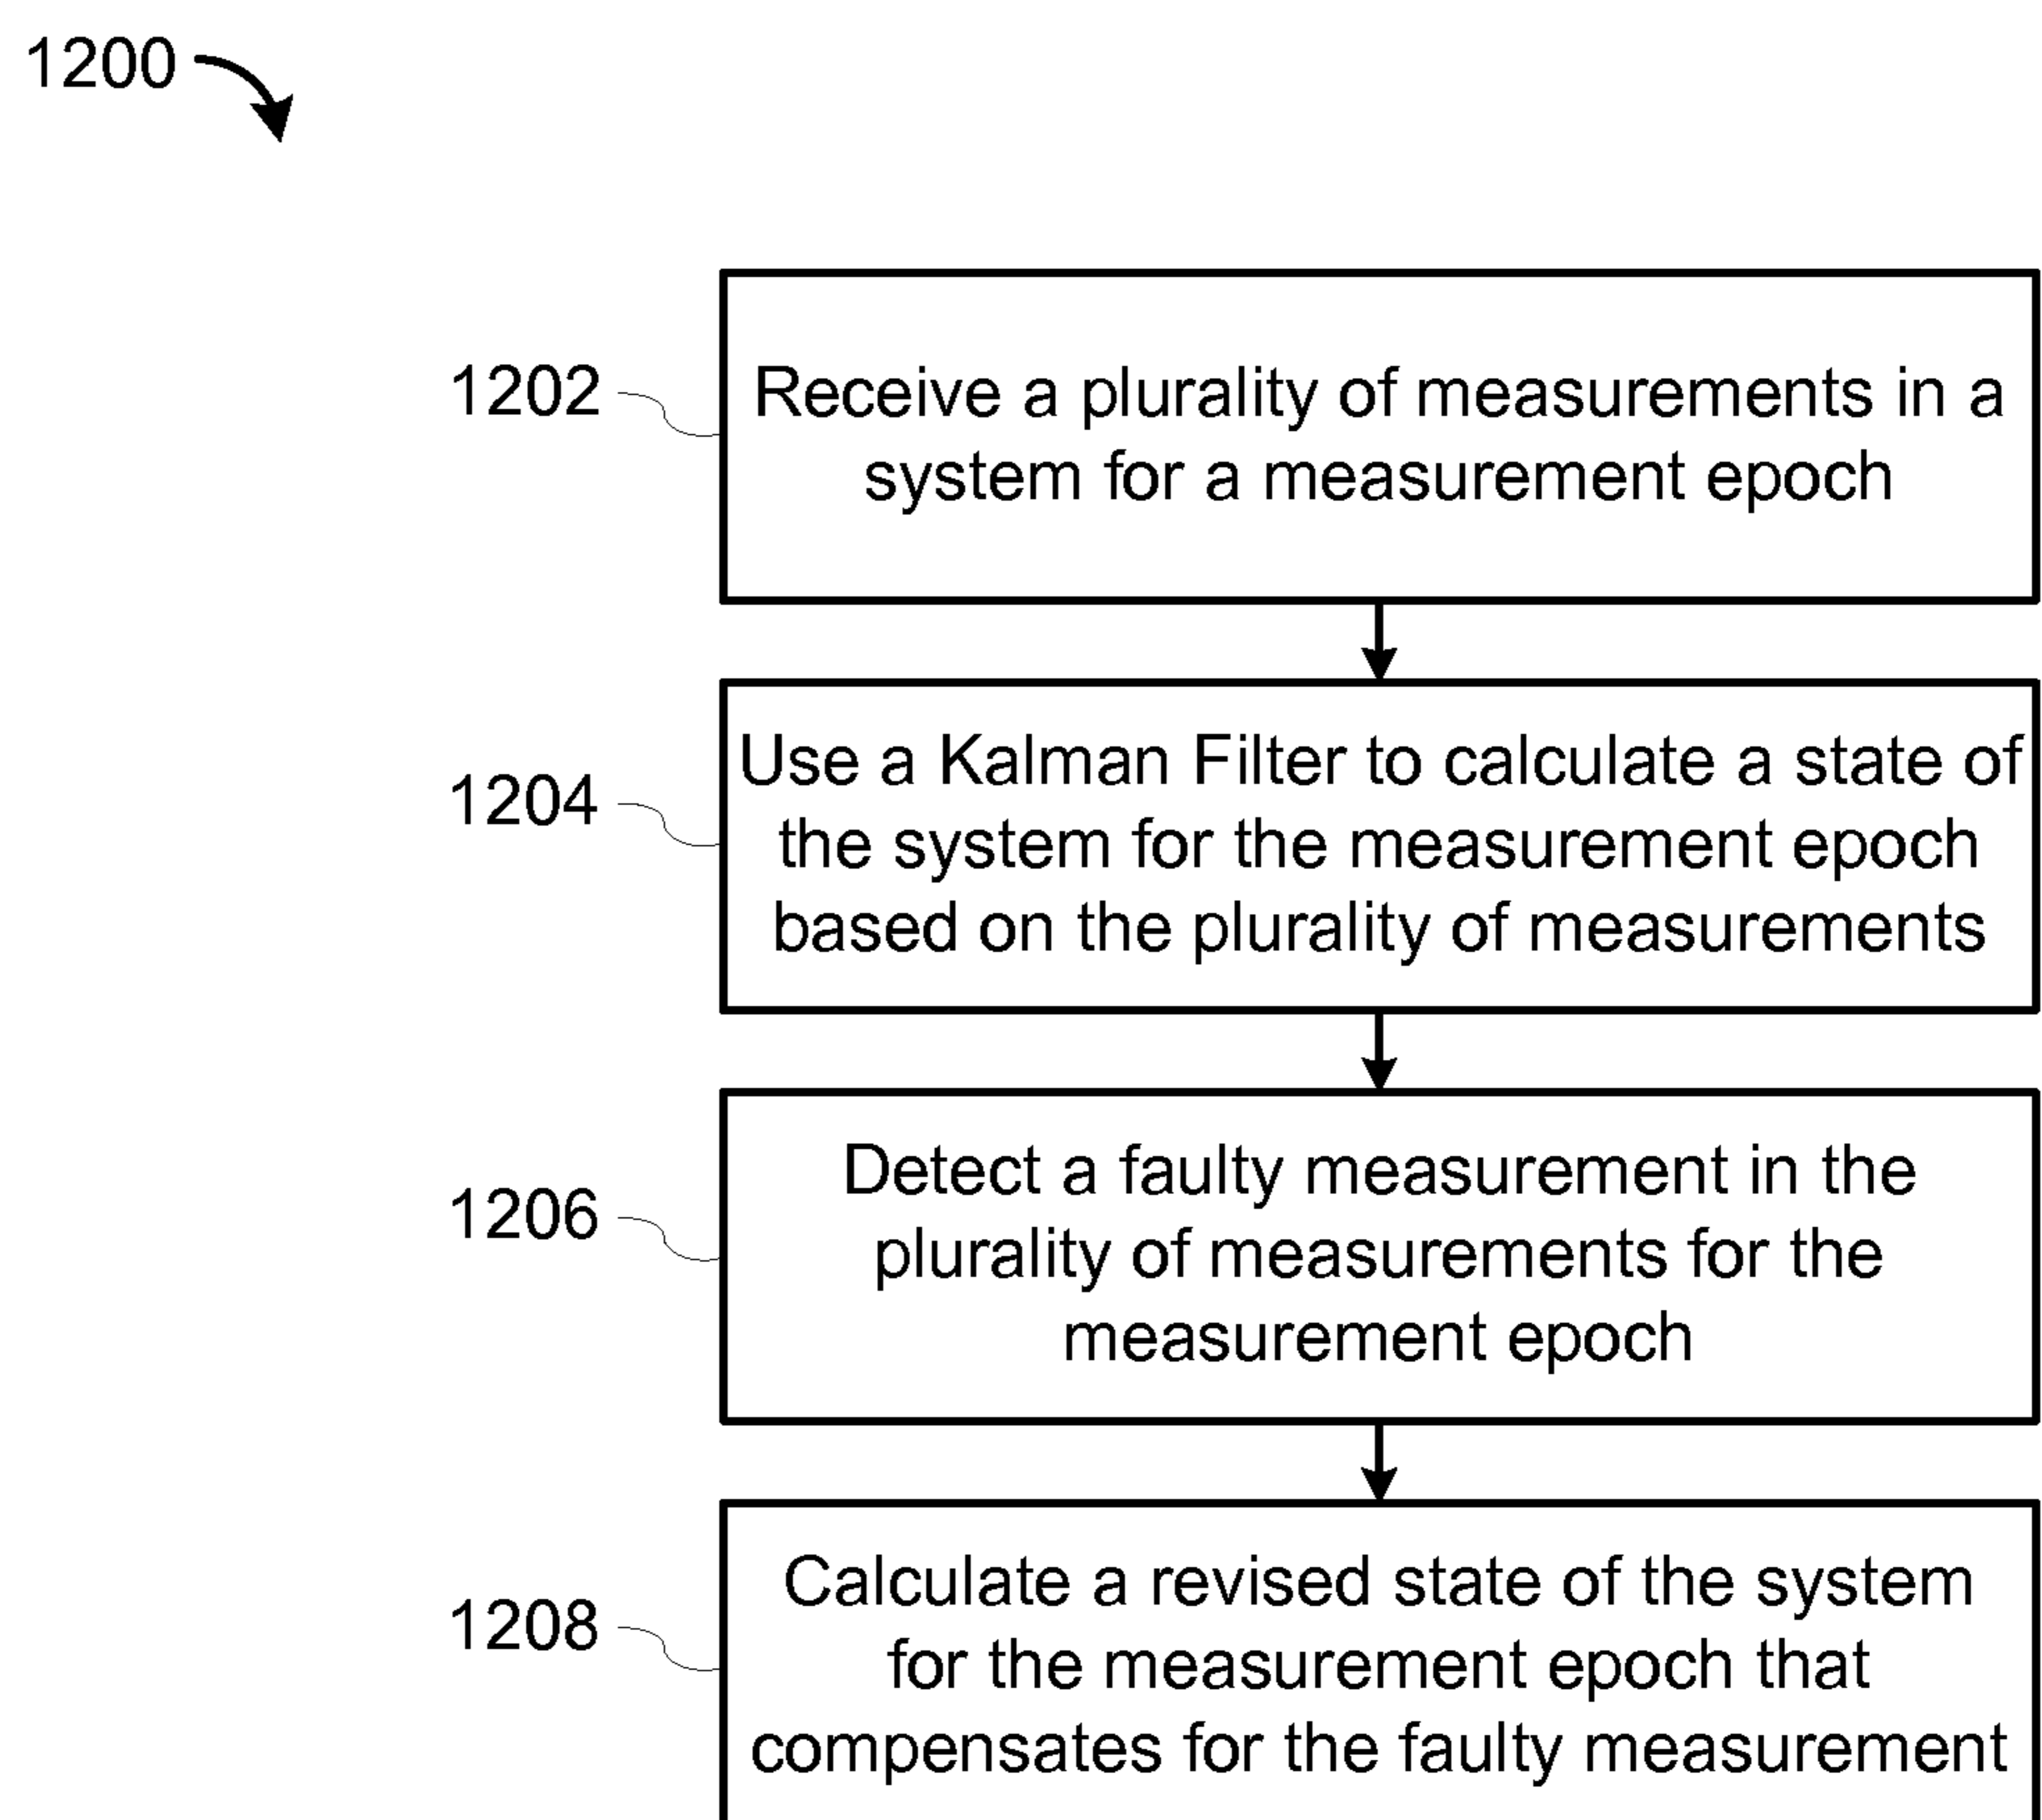 1200
1202
Receive a plurality of measurements in a
system for a measurement epoch
1204
Use a Kalman Filter to calculate a state of
the system for the measurement epoch
based on the plurality of measurements
1206
Detect a faulty measurement in the
plurality of measurements for the
measurement epoch
1208
Calculate a revised state of the system
for the measurement epoch that
compensates for the faulty measurement